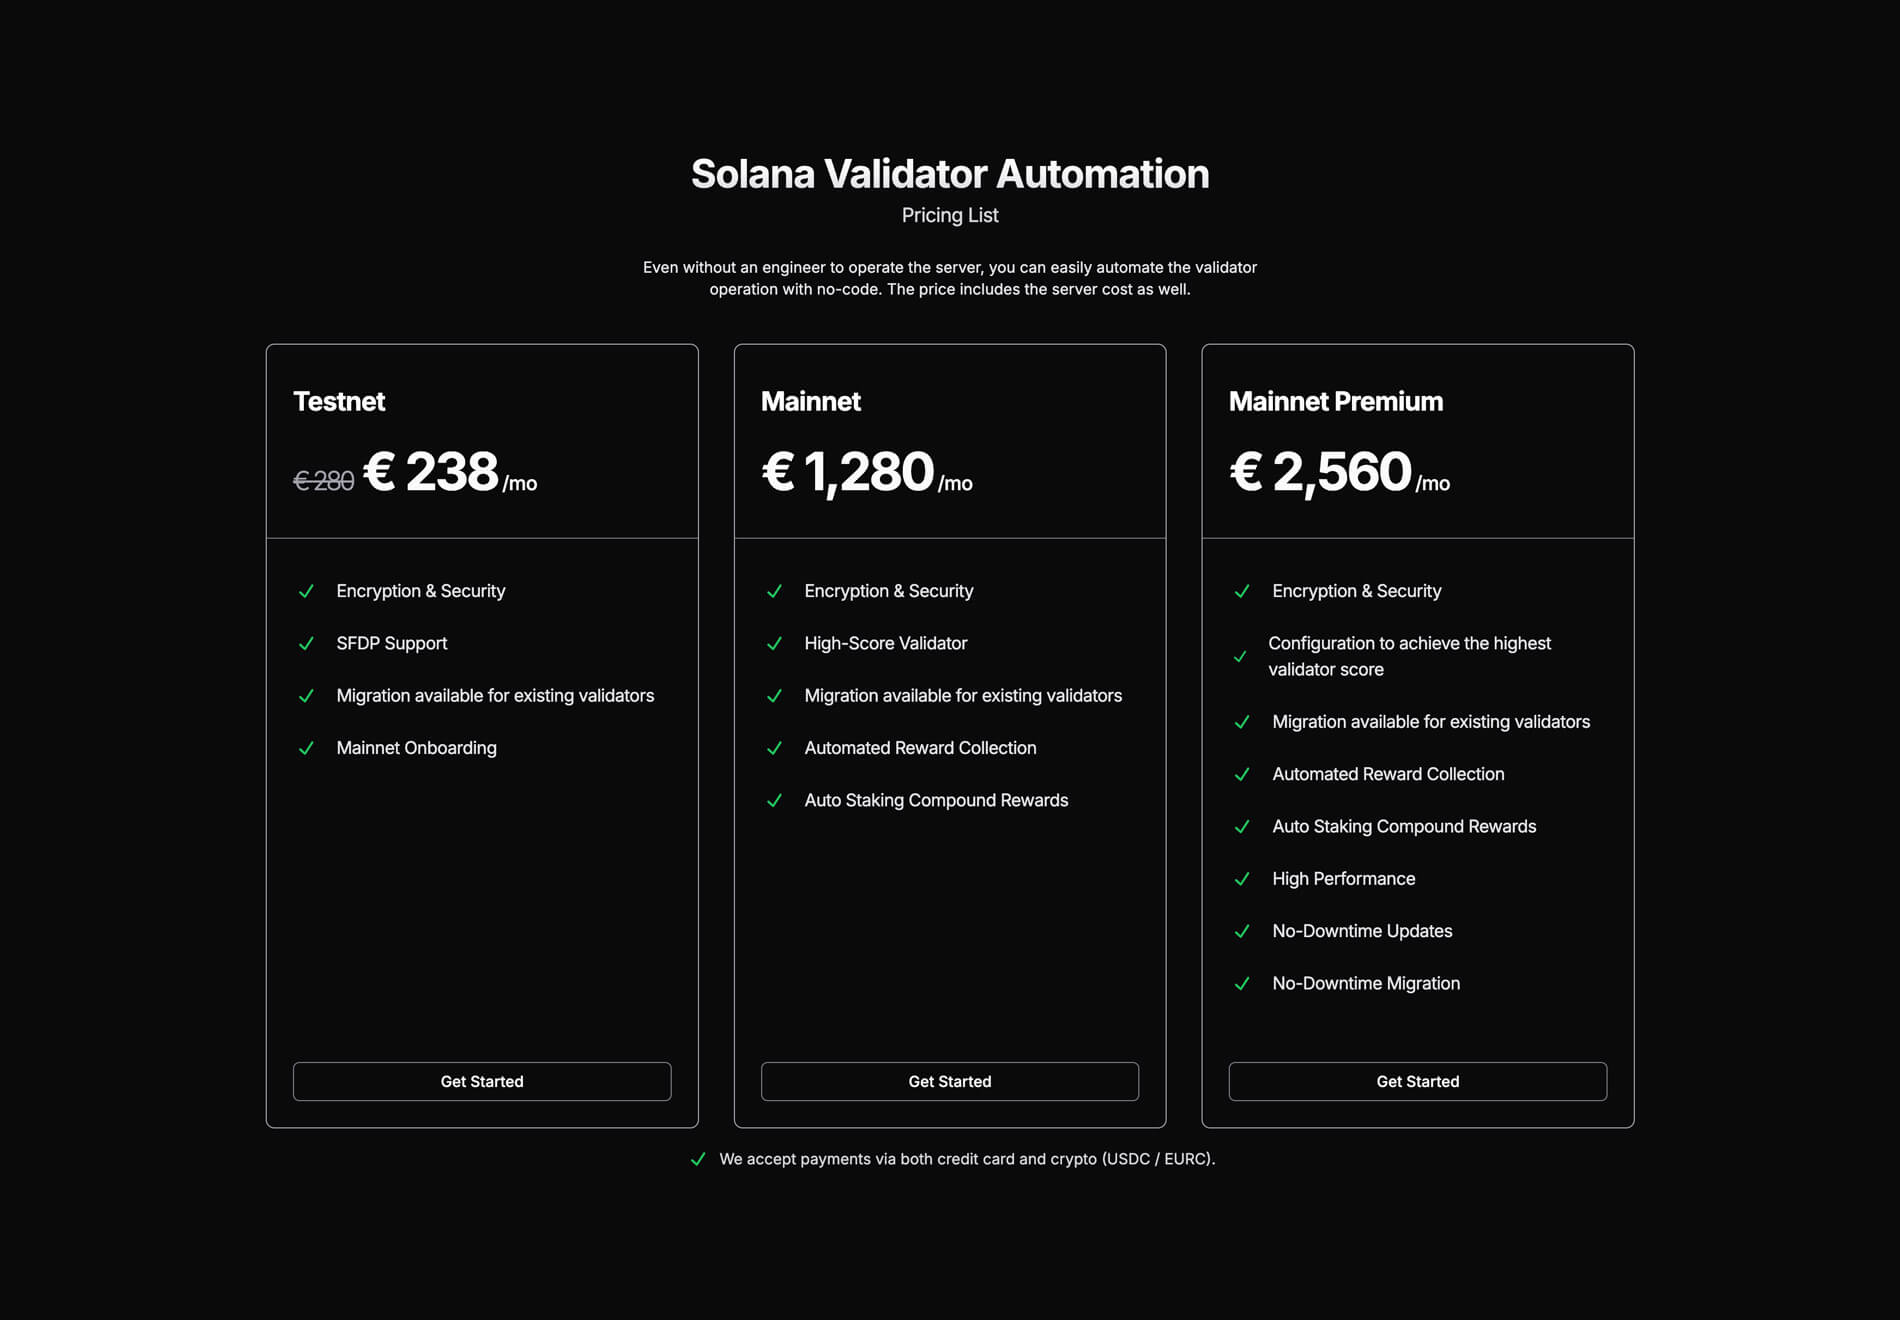 Solana Validator Automation
Pricing List
Even without an engineer to operate the server, you can easily automate the validator
operation with no-code. The price includes the server cost as well.
Testnet
€ 280 € 238 /mo
Encryption & Security
SFDP Support
Migration available for existing validators
Mainnet Onboarding
Get Started
Mainnet
€ 1,280 /mo
Encryption & Security
High-Score Validator
Migration available for existing validators
Automated Reward Collection
Auto Staking Compound Rewards
Get Started
Mainnet Premium
€ 2,560 /mo
Encryption & Security
Configuration to achieve the highest
validator score
Migration available for existing validators
Automated Reward Collection
Auto Staking Compound Rewards
High Performance
No-Downtime Updates
No-Downtime Migration
Get Started
We accept payments via both credit card and crypto (USDC / EURC).